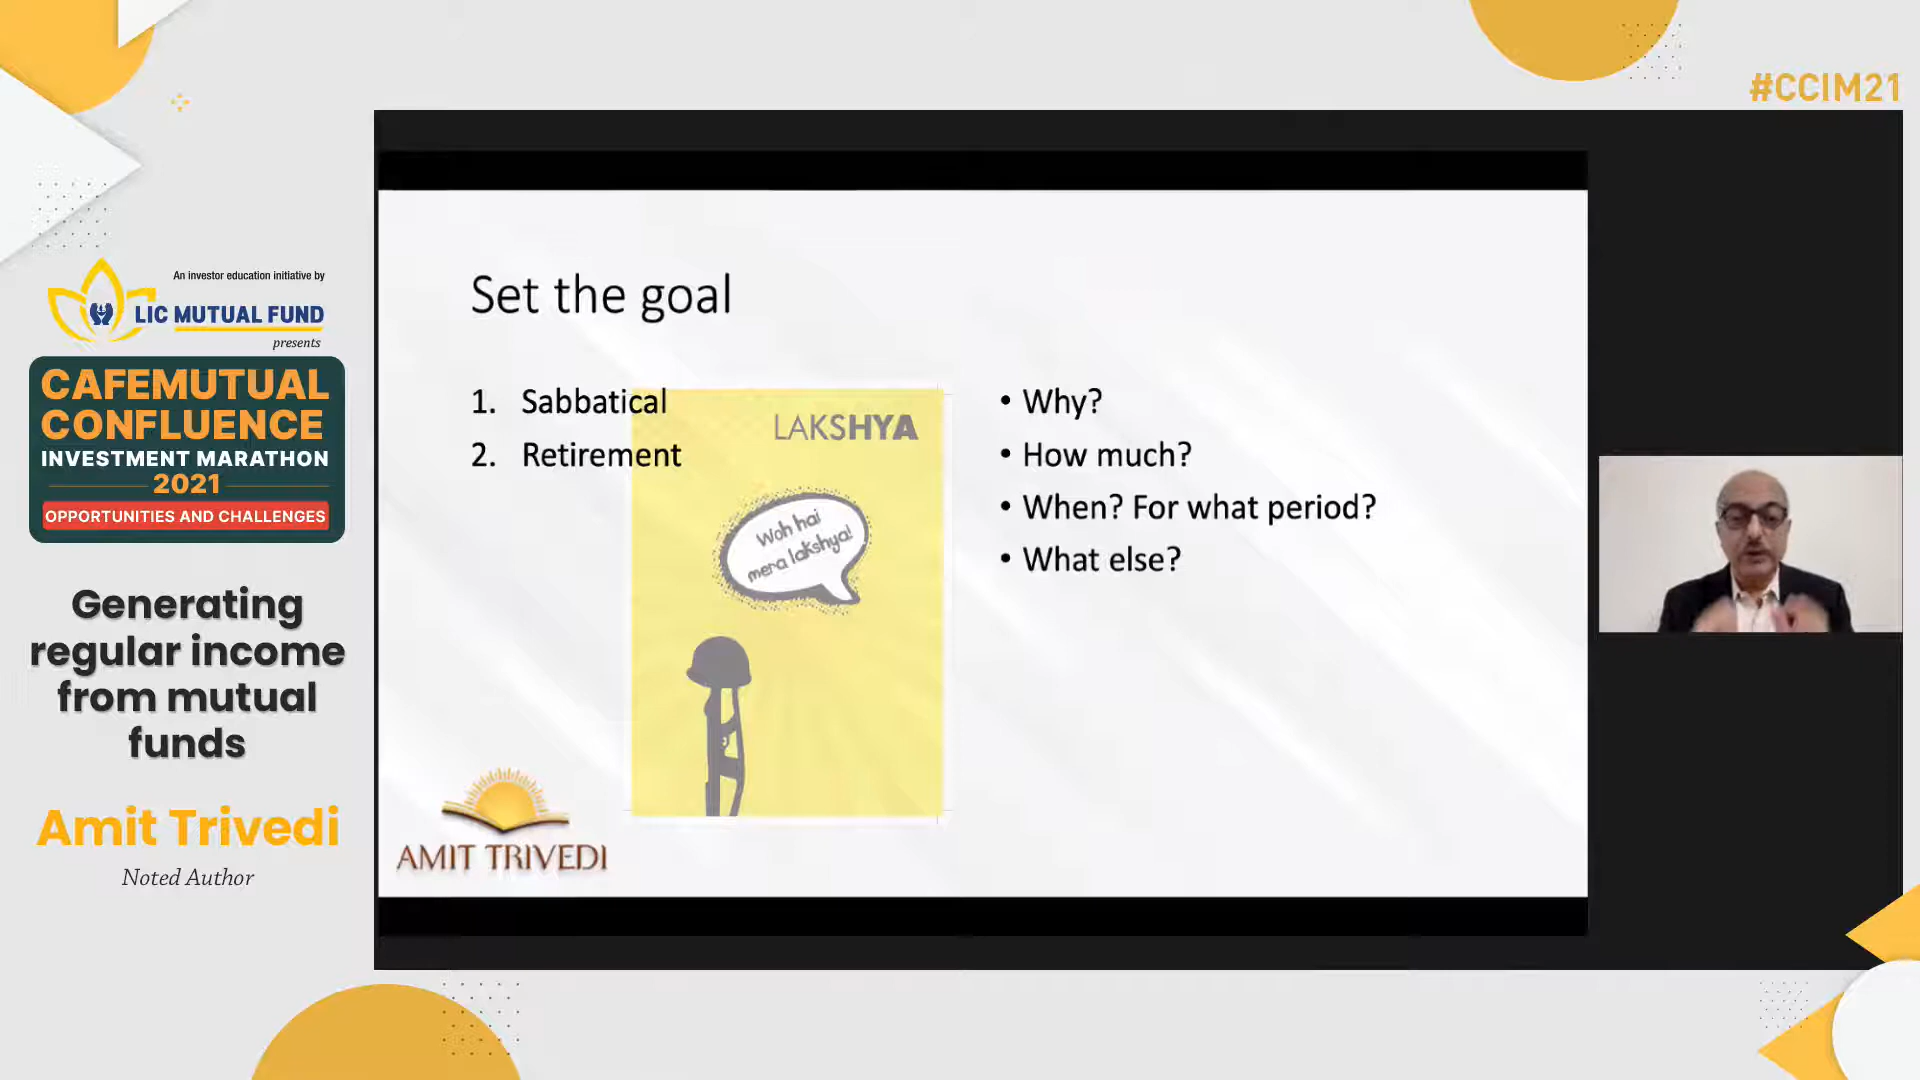 #CCIM21
An investor education initiative by
LIC MUTUAL FUND
presents
CAFEMUTUAL
CONFLUENCE
INVESTMENT MARATHON
2021
OPPORTUNITIES AND CHALLENGES
Generating
regular income
from mutual
funds
Amit Trivedi
Noted Author
Set the goal
1. Sabbatical
2. Retirement
LAKSHYA
Woh hai
mera lakshya!
• Why?
• How much?
• When? For what period?
• What else?
AMIT TRIVEDI